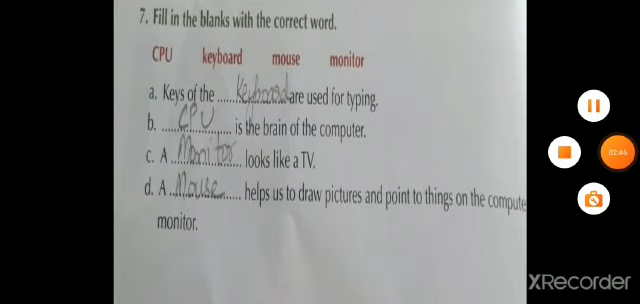 7. Fill in the blanks with the correct word.
CPU keyboard mouse monitor
a. Keys of the ......Keyboard are used for typing.
b. ......CPU...... is the brain of the computer.
c. A ...Monitor... looks like a TV.
d. A ...Mouse...... helps us to draw pictures and point to things on the compute
monitor.
02:46
XRecorder